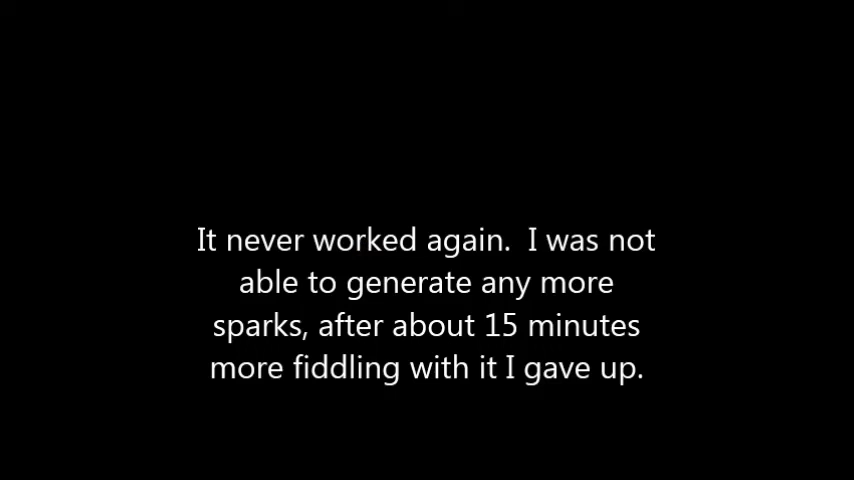 It never worked again.  I was not
able to generate any more
sparks, after about 15 minutes
more fiddling with it I gave up.